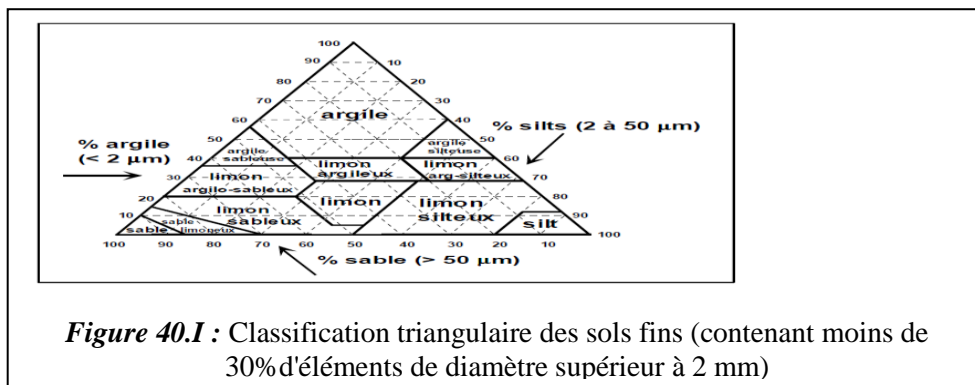 100
90 10
80 20
70 30
argile
60 40
% silts (2 à 50 µm)
50 50
% argile
(< 2 µm)
argile
sableuse
argile
silteuse
40 60
limon
argileux
limon
arg-silteux
30 70
limon
argilo-sableux
20 80
limon
sableux
limon
limon
silteux
10 90
sable
limoneux
sable
silt
100
100 90 80 70 60 50 40 30 20 10
% sable (> 50 µm)
Figure 40.I : Classification triangulaire des sols fins (contenant moins de
30%d'éléments de diamètre supérieur à 2 mm)